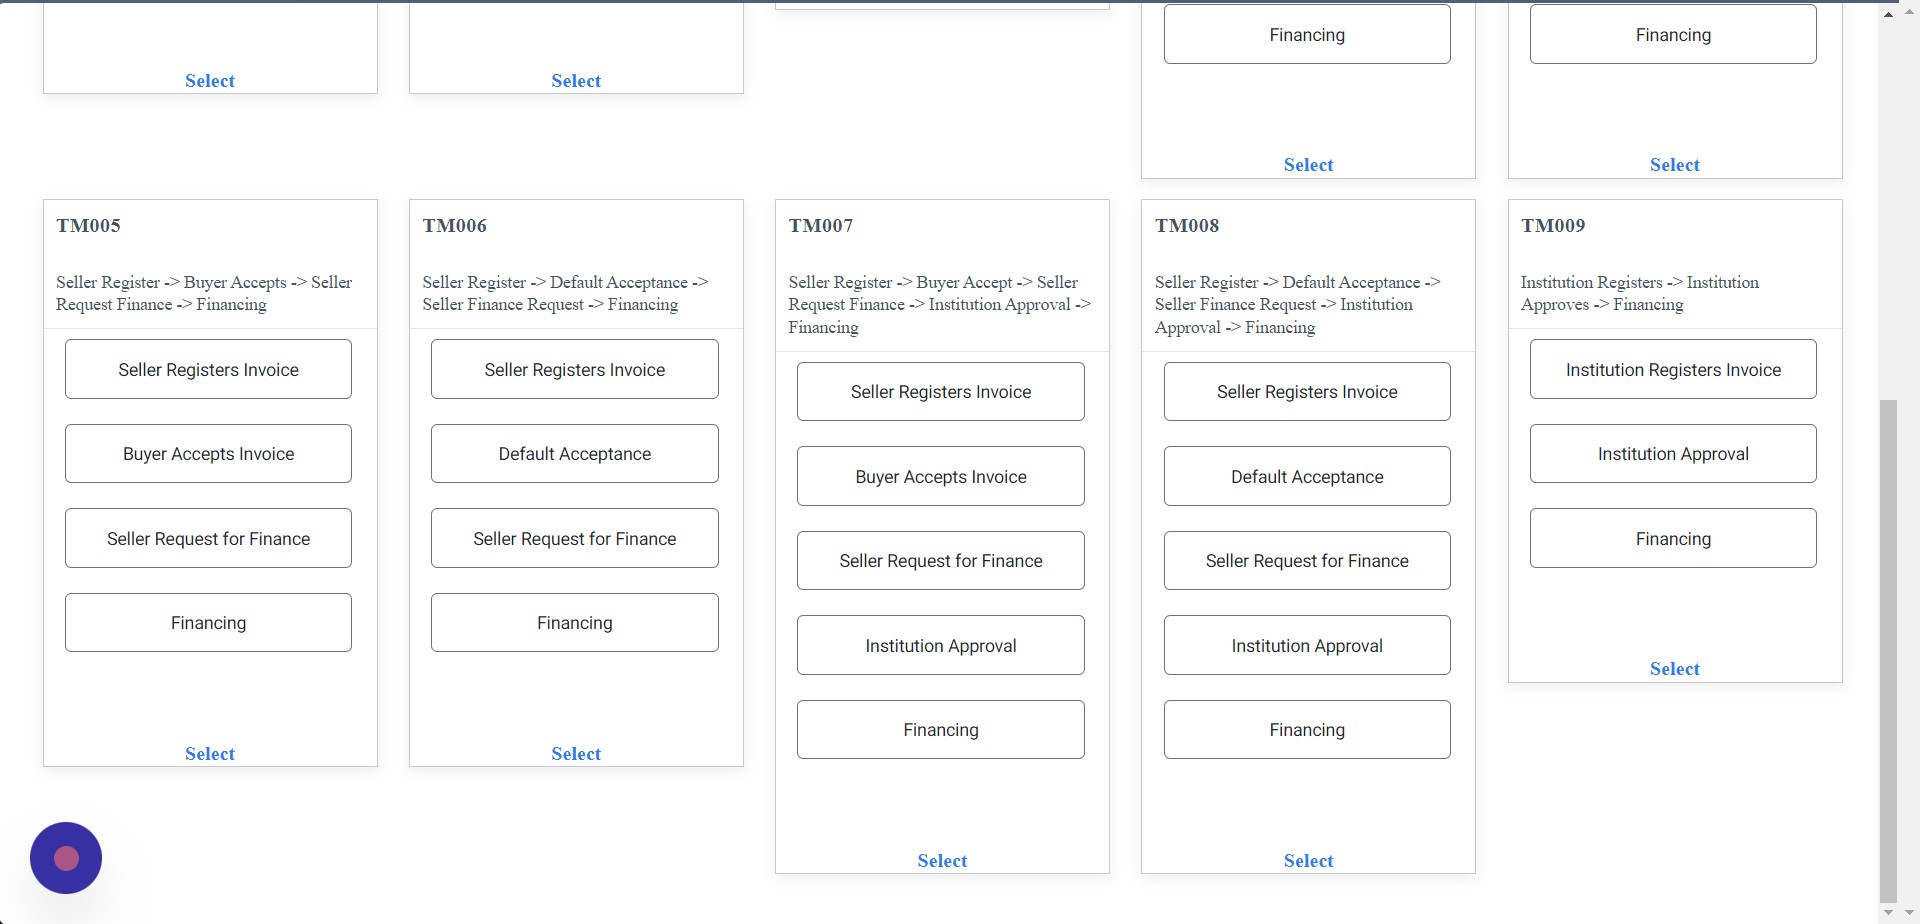 Financing
Financing
Select
Select
Select
Select
TM005
Seller Register -> Buyer Accepts -> Seller
Request Finance -> Financing
Seller Registers Invoice
Buyer Accepts Invoice
Seller Request for Finance
Financing
Select
TM006
Seller Register -> Default Acceptance ->
Seller Finance Request -> Financing
Seller Registers Invoice
Default Acceptance
Seller Request for Finance
Financing
Select
TM007
Seller Register -> Buyer Accept -> Seller
Request Finance -> Institution Approval ->
Financing
Seller Registers Invoice
Buyer Accepts Invoice
Seller Request for Finance
Institution Approval
Financing
Select
TM008
Seller Register -> Default Acceptance ->
Seller Finance Request -> Institution
Approval -> Financing
Seller Registers Invoice
Default Acceptance
Seller Request for Finance
Institution Approval
Financing
Select
TM009
Institution Registers -> Institution
Approves -> Financing
Institution Registers Invoice
Institution Approval
Financing
Select